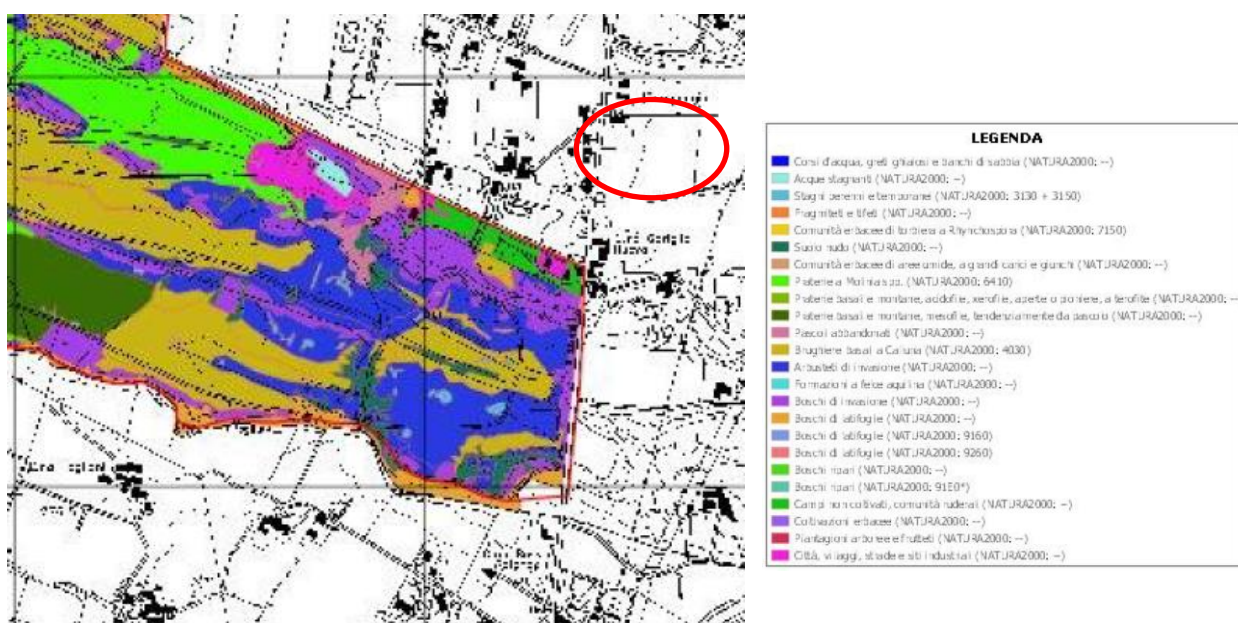 Nuova
LEGENDA
Corsi d'acqua, greti ghiaiosi e banchi di sabbia (NATURA2000: --)
Acque stagnanti (NATURA2000: --)
Stagni perenni e temporanei (NATURA2000: 3130 + 3150)
Fragmiteti e tifeti (NATURA2000: --)
Comunità erbacee di torbiera a Rhynchospora (NATURA2000: 7150)
Suolo nudo (NATURA2000: --)
Comunità erbacee di aree umide, a grandi carici e giunchi (NATURA2000: --)
Praterie a Molinia spp. (NATURA2000: 6410)
Praterie basali e montane, acidofile, xerofile, aperte o pioniere, a terofite (NATURA2000: --
Praterie basali e montane, mesofile, tendenziamente da pascolo (NATURA2000: --)
Pascoli abbandonati (NATURA2000: --)
Brughiere basali a Calluna (NATURA2000: 4030)
Arbusteti di invasione (NATURA2000: --)
Formazioni a felce aquilina (NATURA2000: --)
Boschi di invasione (NATURA2000: --)
Boschi di latifoglie (NATURA2000: --)
Boschi di latifoglie (NATURA2000: 9160)
Boschi di latifoglie (NATURA2000: 9260)
Boschi ripari (NATURA2000: --)
Boschi ripari (NATURA2000: 91E0*)
Campi non coltivati, comunità ruderali (NATURA2000: --)
Coltivazioni erbacee (NATURA2000: --)
Piantagioni arboree e frutteti (NATURA2000: --)
Città, villaggi, strade e siti industriali (NATURA2000: --)